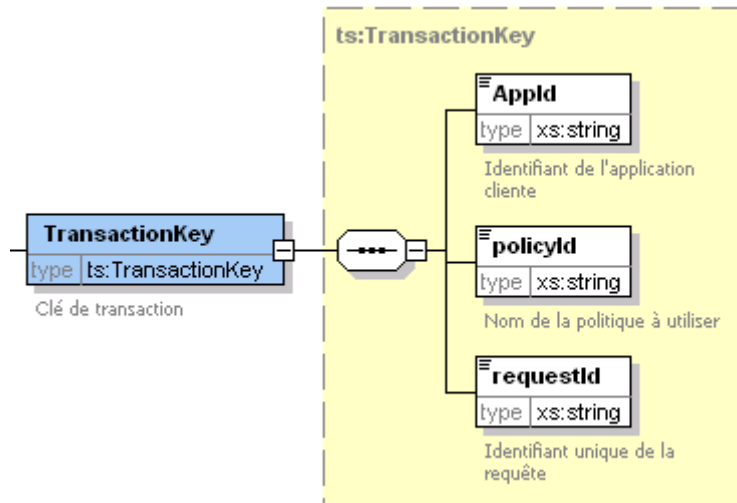 ts:TransactionKey
AppId
type xs:string
Identifiant de l'application
cliente
TransactionKey
type ts:TransactionKey
Clé de transaction
policyId
type xs:string
Nom de la politique à utiliser
requestId
type xs:string
Identifiant unique de la
requête